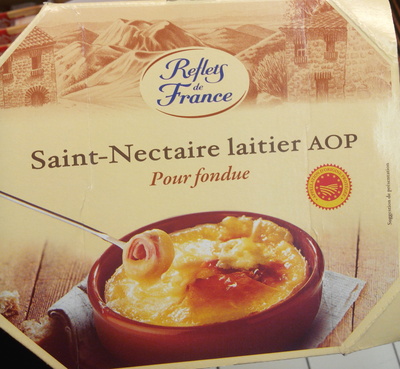 Reflets
de
France
Saint-Nectaire laitier AOP
Pour fondue
Suggestion de présentation